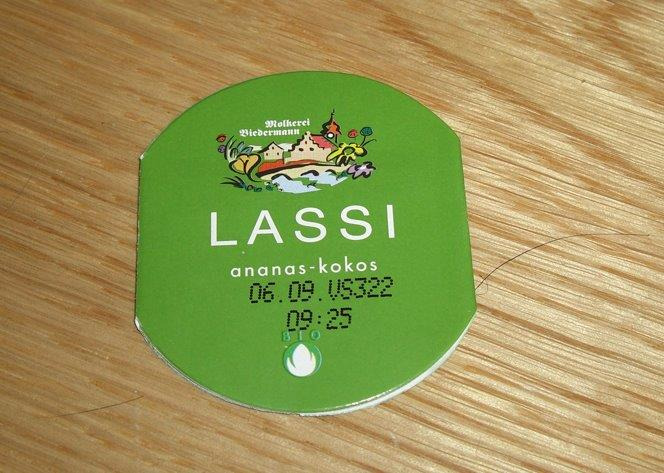 Molkerei
Biedermann
LASSI
ananas-kokos
06.09.VS322
09:25
BIO